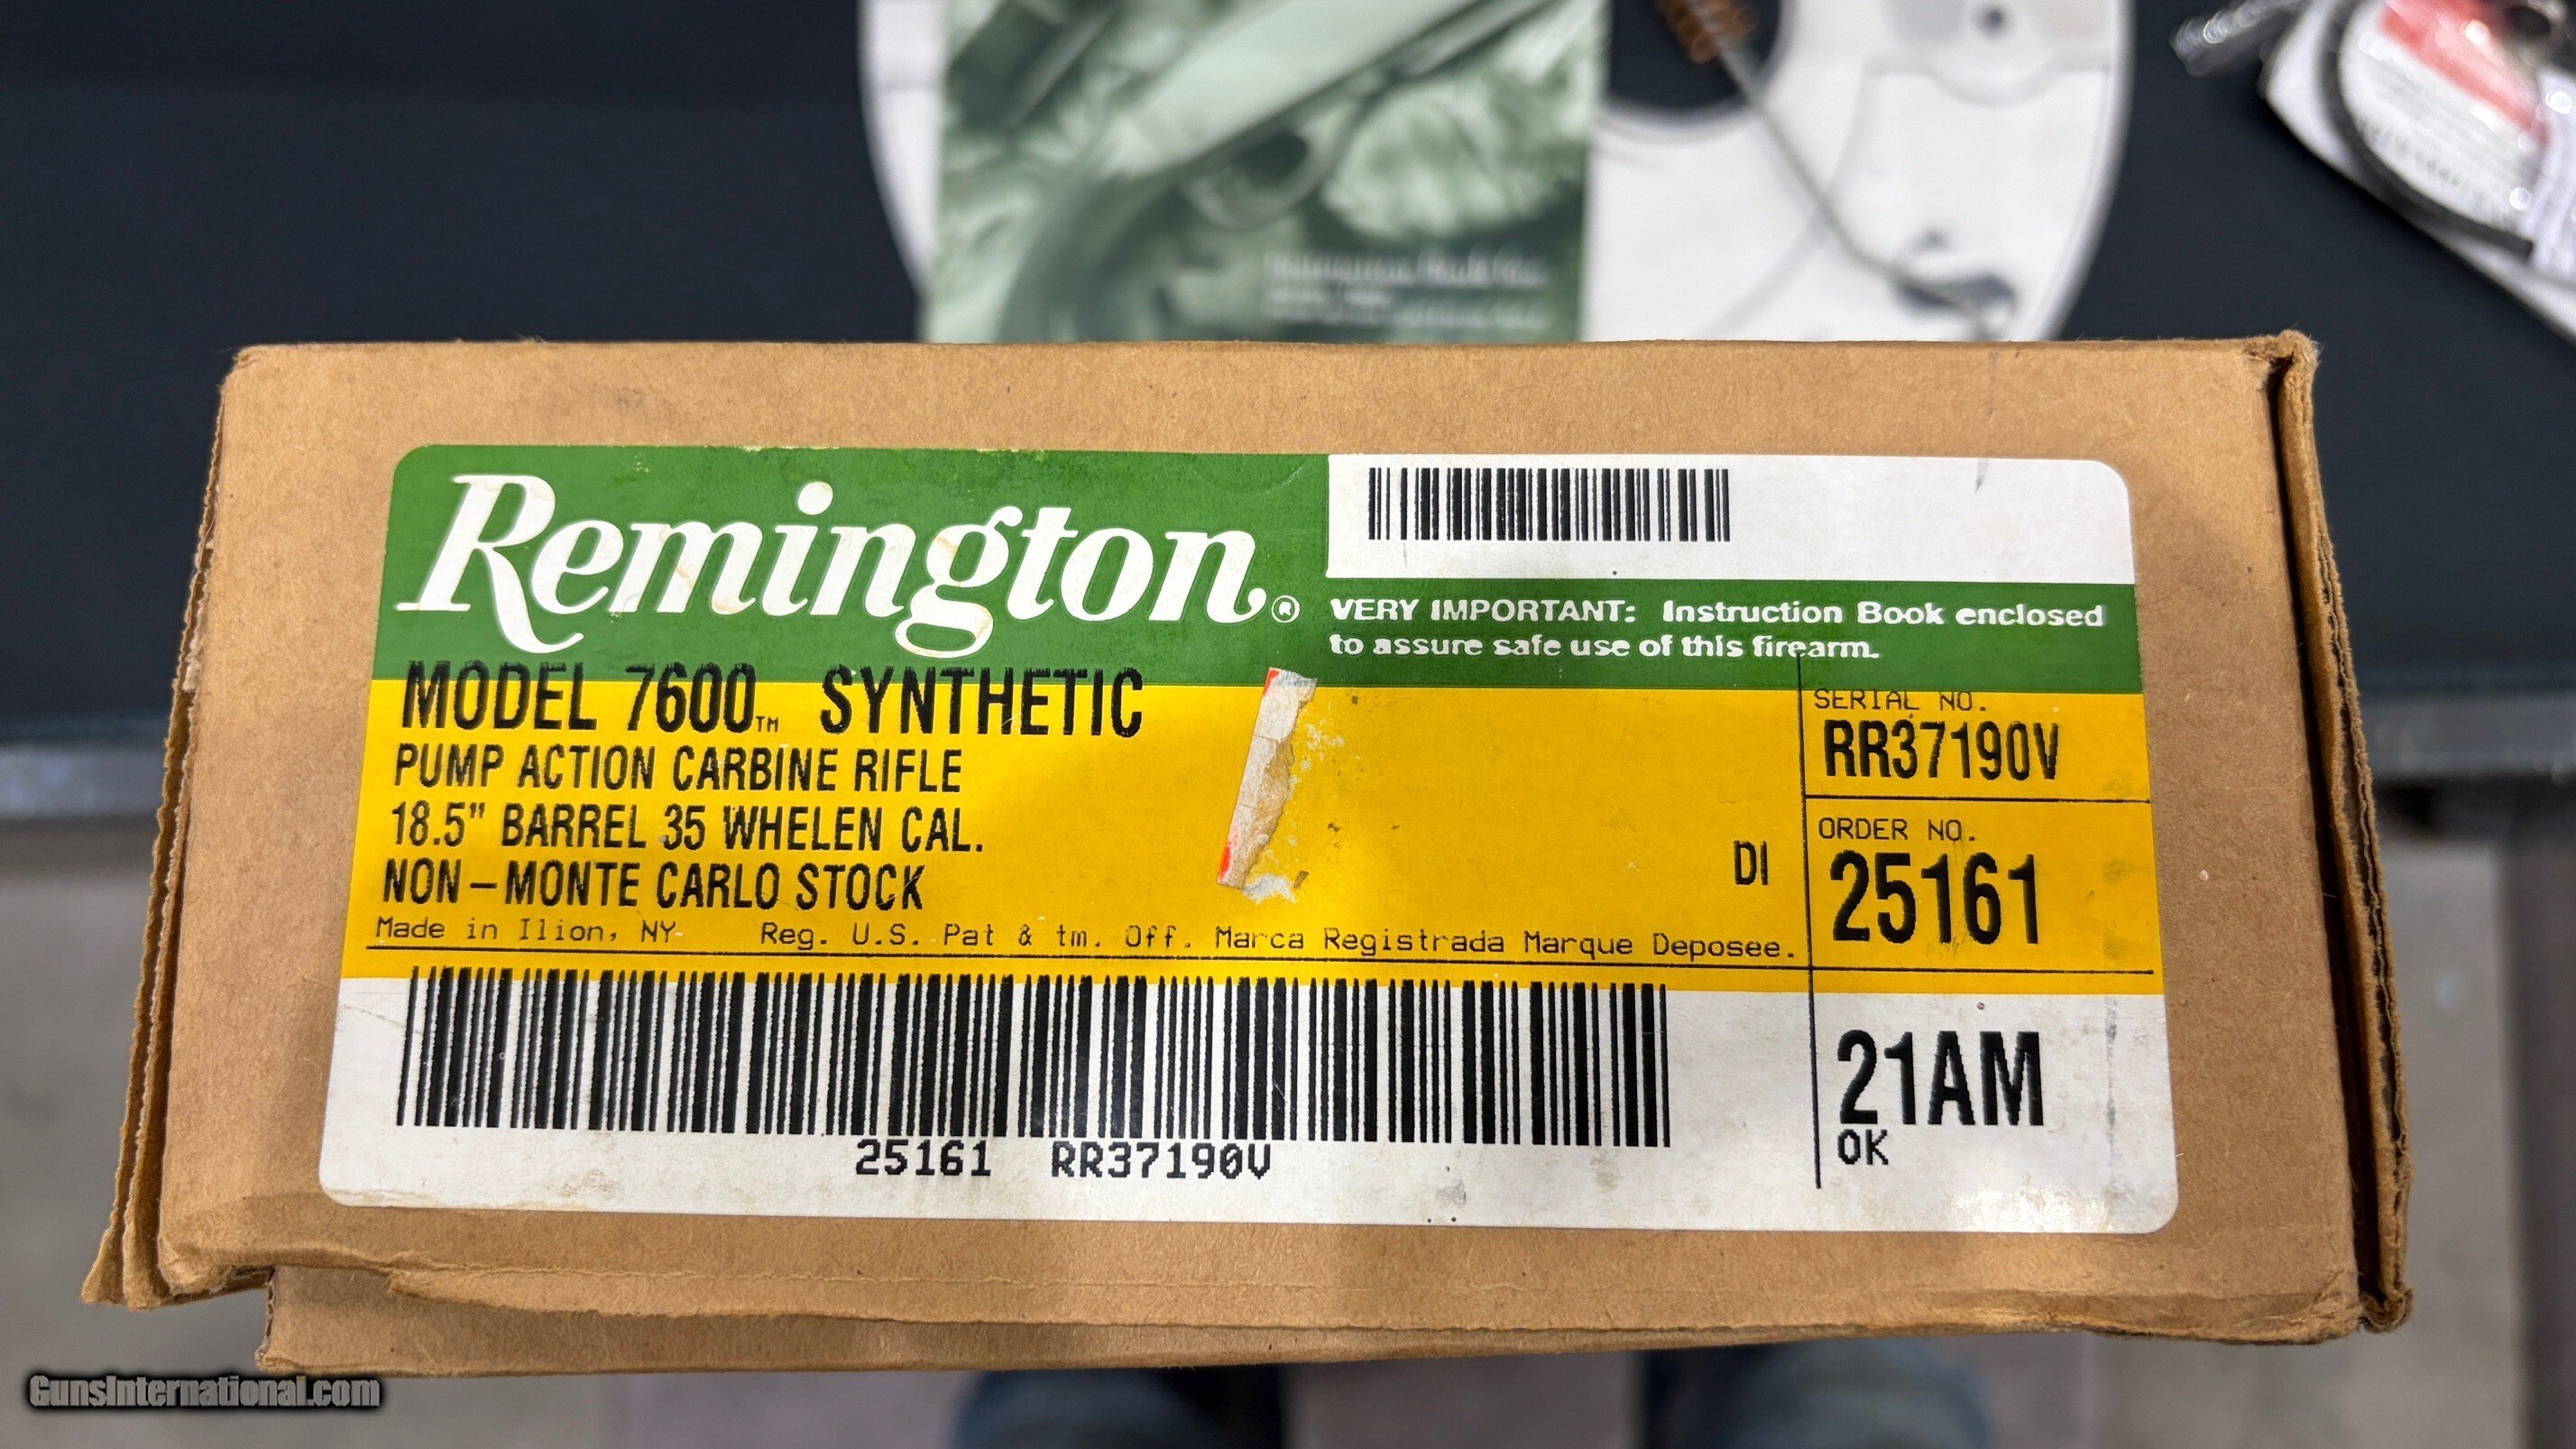 Remington®
VERY IMPORTANT: Instruction Book enclosed
to assure safe use of this firearm.
MODEL 7600™ SYNTHETIC
PUMP ACTION CARBINE RIFLE
18.5" BARREL 35 WHELEN CAL.
NON-MONTE CARLO STOCK
DI
Made in Ilion, NY Reg. U.S. Pat & tm. Off. Marca Registrada Marque Deposee.
SERIAL NO.
RR37190V
ORDER NO.
25161
25161 RR37190V
21AM
OK
GunsInternational.com